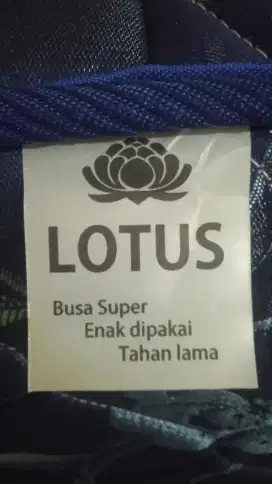 LOTUS
Busa Super
Enak dipakai
Tahan lama